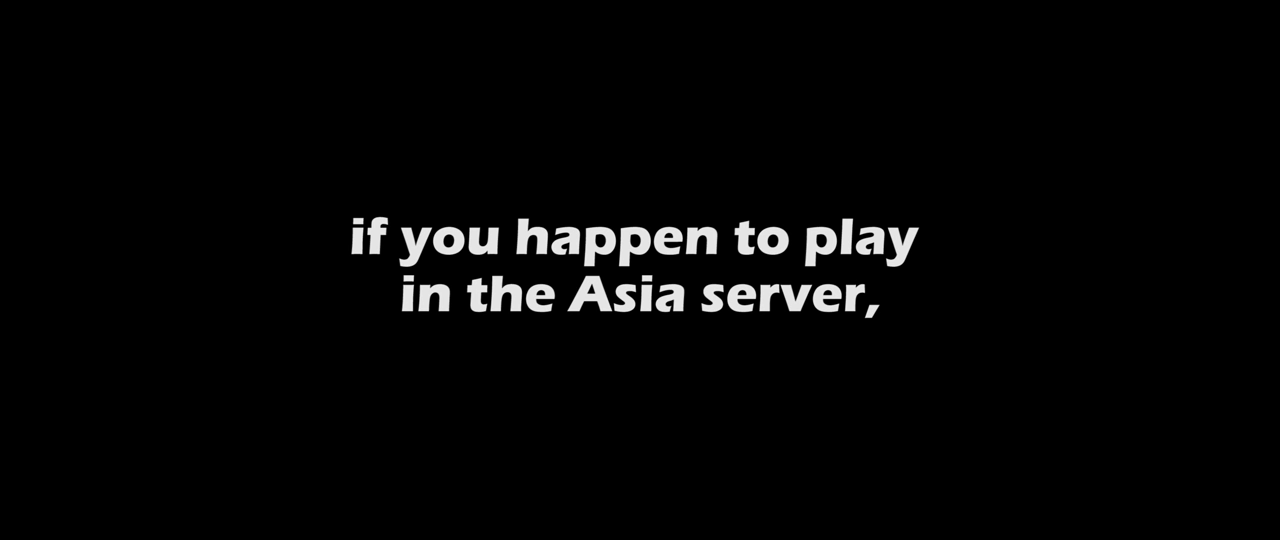 if you happen to play
in the Asia server,